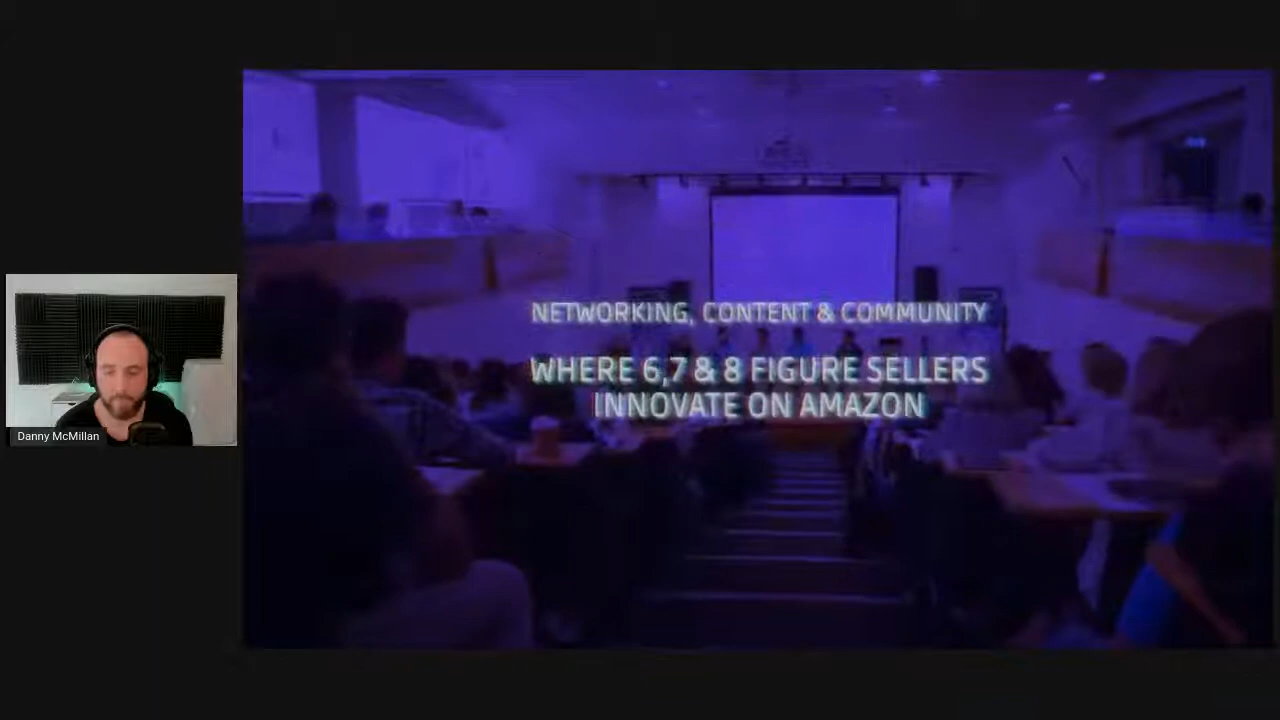 NETWORKING, CONTENT & COMMUNITY
WHERE 6,7 & 8 FIGURE SELLERS
INNOVATE ON AMAZON
Danny McMillan